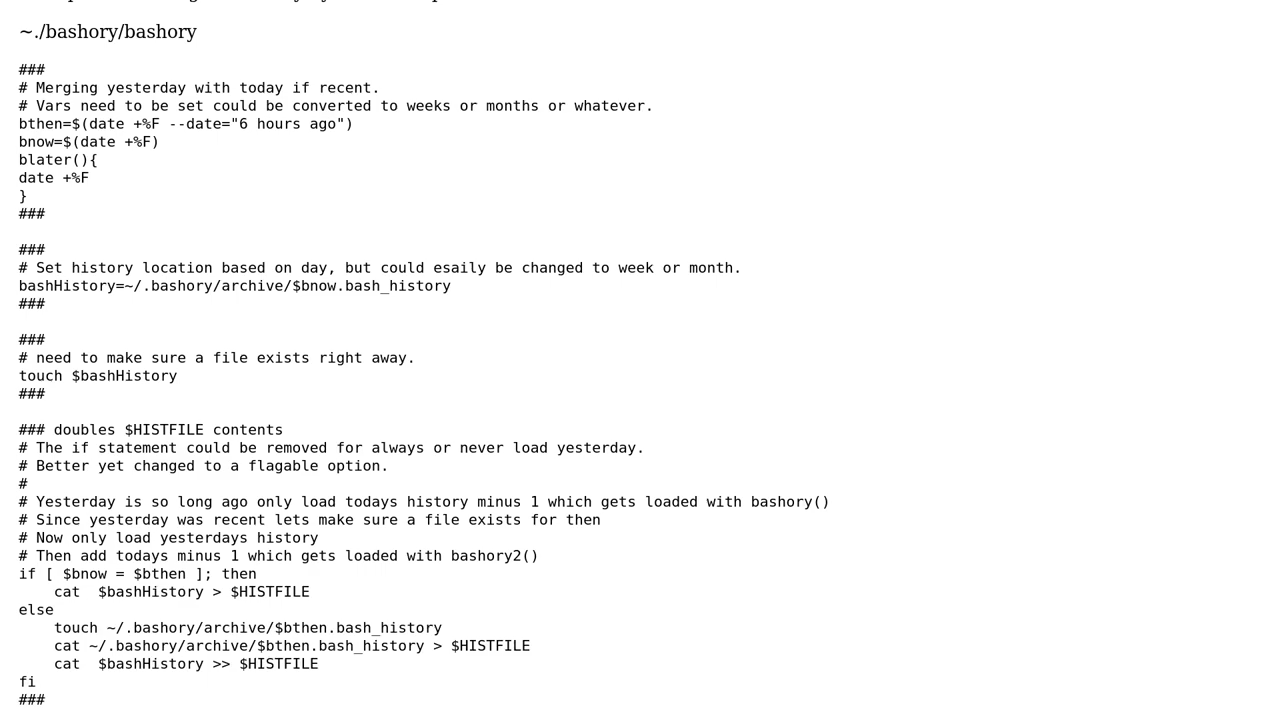 ~./bashory/bashory
###
# Merging yesterday with today if recent.
# Vars need to be set could be converted to weeks or months or whatever.
bthen=$(date +%F --date="6 hours ago")
bnow=$(date +%F)
blater(){
date +%F
}
###
###
# Set history location based on day, but could esaily be changed to week or month.
bashHistory=~/.bashory/archive/$bnow.bash_history
###
###
# need to make sure a file exists right away.
touch $bashHistory
###
### doubles $HISTFILE contents
# The if statement could be removed for always or never load yesterday.
# Better yet changed to a flagable option.
#
# Yesterday is so long ago only load todays history minus 1 which gets loaded with bashory()
# Since yesterday was recent lets make sure a file exists for then
# Now only load yesterdays history
# Then add todays minus 1 which gets loaded with bashory2()
if [ $bnow = $bthen ]; then
    cat  $bashHistory > $HISTFILE
else
    touch ~/.bashory/archive/$bthen.bash_history
    cat ~/.bashory/archive/$bthen.bash_history > $HISTFILE
    cat  $bashHistory >> $HISTFILE
fi
###